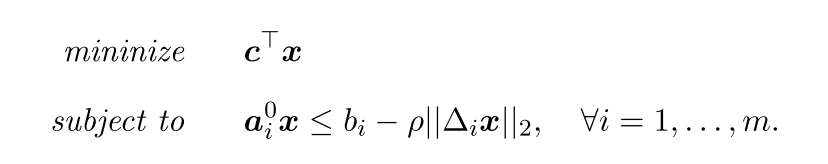 mininize c⊤x
subject to a_i^0 x ≤ b_i − ρ||Δ_i x||_2, ∀i = 1, . . . , m.